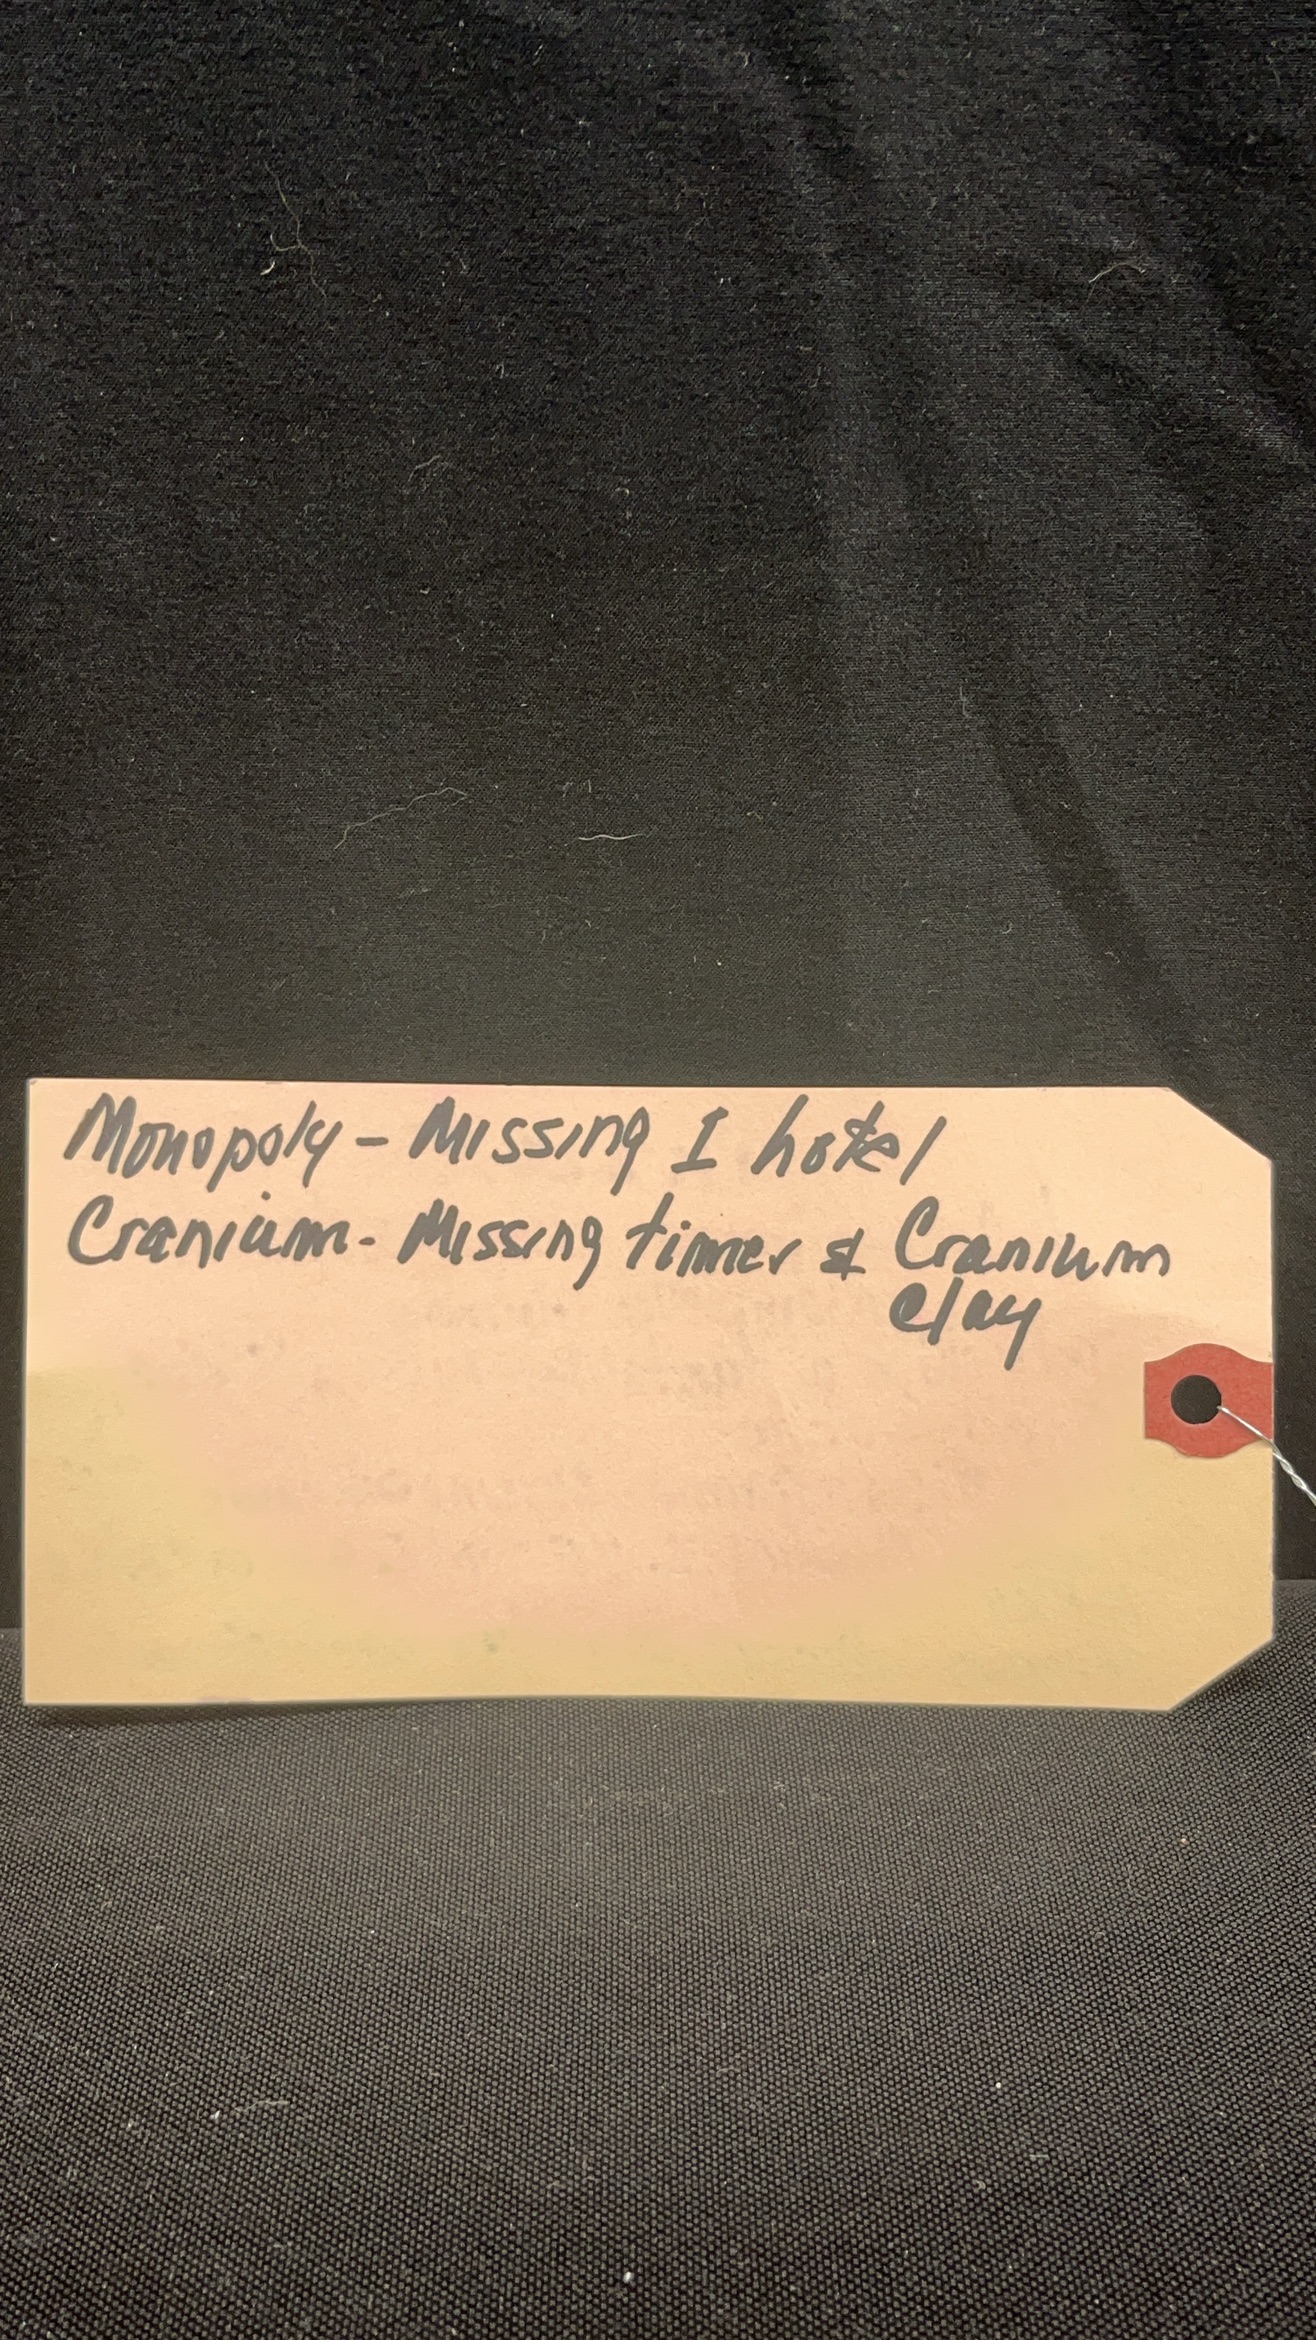 Monopoly - Missing 1 hotel
Cranium - Missing timer & Cranium
Clay